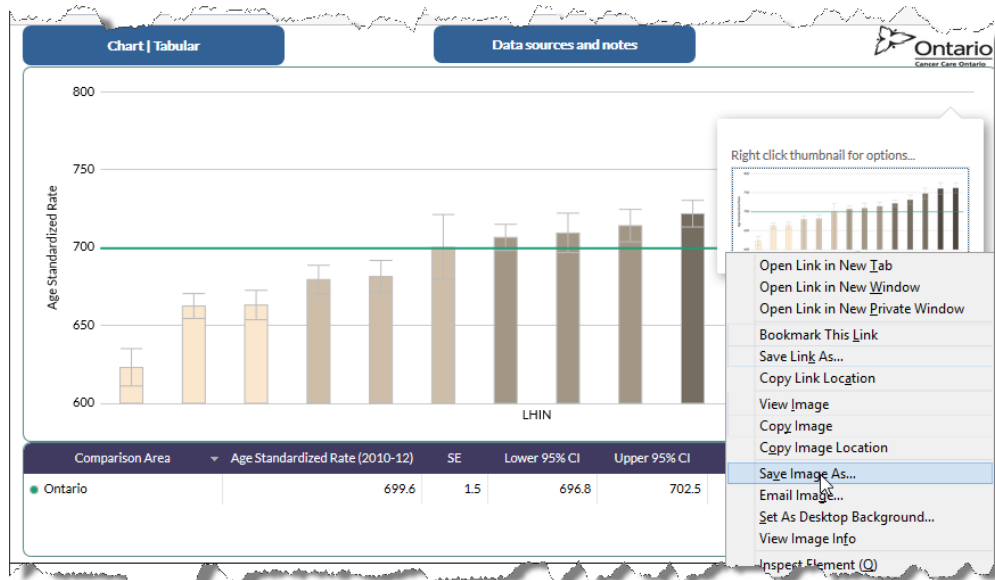 Chart | Tabular
Data sources and notes
Ontario
Cancer Care Ontario
800
750
700
650
600
Age Standardized Rate
LHIN
Right click thumbnail for options...
Open Link in New Tab
Open Link in New Window
Open Link in New Private Window
Bookmark This Link
Save Link As...
Copy Link Location
View Image
Copy Image
Copy Image Location
Save Image As...
Email Image...
Set As Desktop Background...
View Image Info
Inspect Element (Q)
Comparison Area Age Standardized Rate (2010-12) SE Lower 95% CI Upper 95% CI
Ontario 699.6 1.5 696.8 702.5